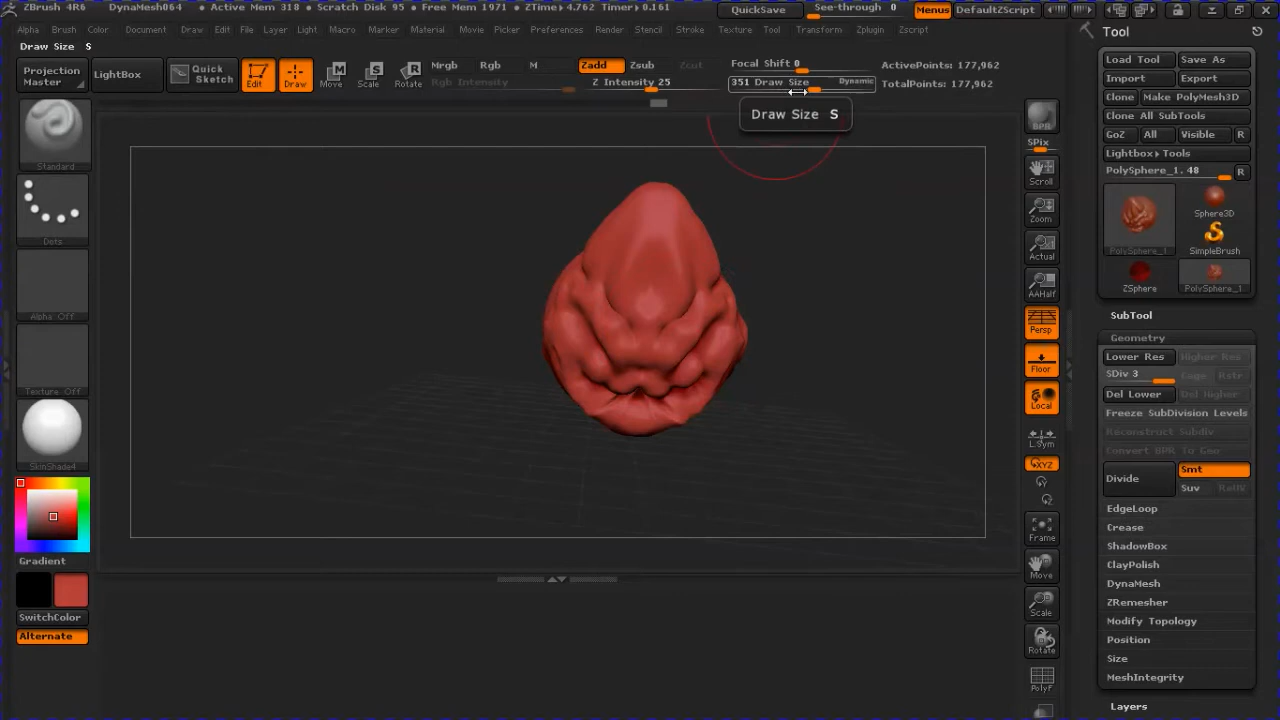 ZBrush 4R6 DynaMesh064 • Active Mem 318 • Scratch Disk 95 • Free Mem 1971 • ZTime▸4.762 Timer▸0.161
QuickSave
See-through 0
Menus
DefaultZScript
Alpha Brush Color Document Draw Edit File Layer Light Macro Marker Material Movie Picker Preferences Render Stencil Stroke Texture Tool Transform Zplugin Zscript
Draw Size S
Projection
Master
LightBox
Quick
Sketch
Edit
Draw
Move
Scale
Rotate
Mrgb Rgb M
Rgb Intensity
Zadd Zsub Zcut
Z Intensity 25
Focal Shift 0
351 Draw Size Dynamic
ActivePoints: 177,962
TotalPoints: 177,962
Draw Size S
Standard
Dots
Alpha Off
Texture Off
SkinShade4
Gradient
SwitchColor
Alternate
BPR
SPix
Scroll
Zoom
Actual
AAHalf
Persp
Floor
Local
L.Sym
XYZ
Y
Z
Frame
Move
Scale
Rotate
PolyF
Tool
Load Tool Save As
Import Export
Clone Make PolyMesh3D
Clone All SubTools
GoZ All Visible R
Lightbox▸Tools
PolySphere_1. 48 R
PolySphere_1
Sphere3D
SimpleBrush
ZSphere
PolySphere_1
SubTool
Geometry
Lower Res Higher Res
SDiv 3 Cage Rstr
Del Lower Del Higher
Freeze SubDivision Levels
Reconstruct Subdiv
Convert BPR To Geo
Divide
Smt
Suv ReUV
EdgeLoop
Crease
ShadowBox
ClayPolish
DynaMesh
ZRemesher
Modify Topology
Position
Size
MeshIntegrity
Layers